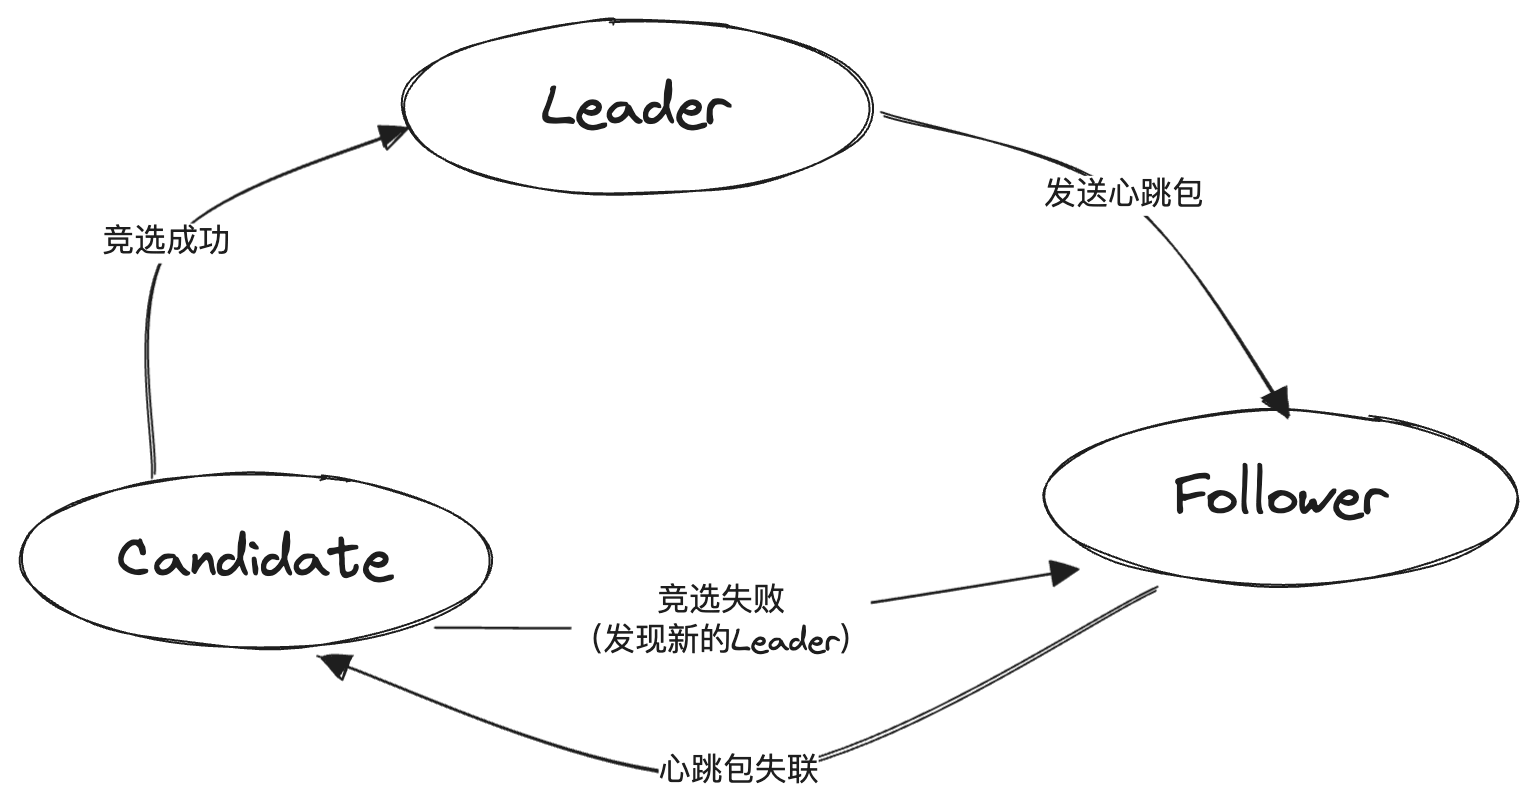 Leader
发送心跳包
竞选成功
Follower
Candidate
竞选失败
(发现新的Leader)
心跳包失联